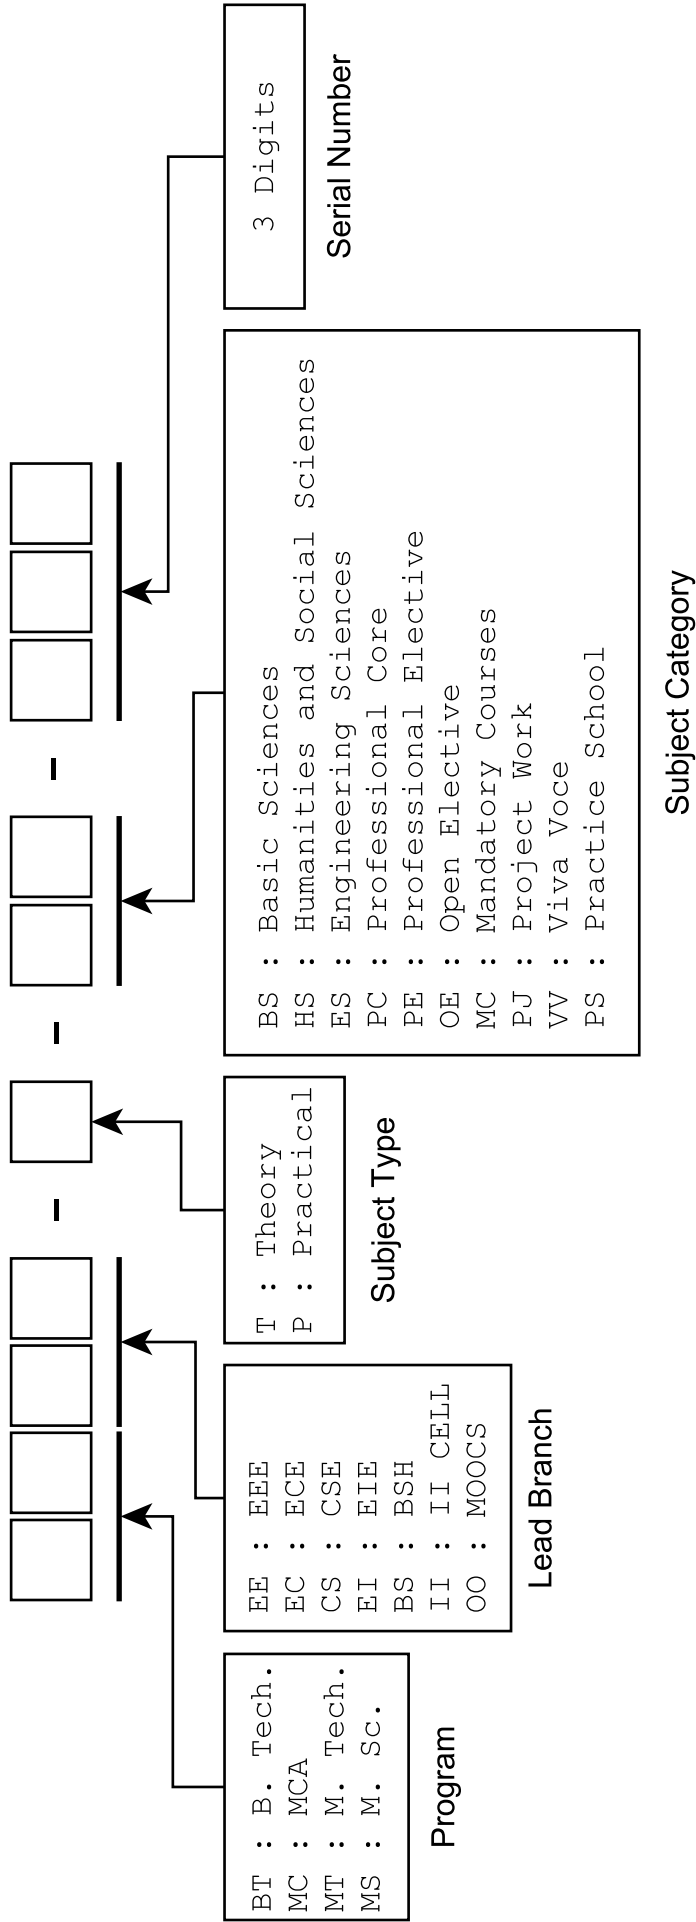 BT : B. Tech.
MC : MCA
MT : M. Tech.
MS : M. Sc.
Program
EE : EEE
EC : ECE
CS : CSE
EI : EIE
BS : BSH
II : II CELL
OO : MOOCS
Lead Branch
T : Theory
P : Practical
Subject Type
BS : Basic Sciences
HS : Humanities and Social Sciences
ES : Engineering Sciences
PC : Professional Core
PE : Professional Elective
OE : Open Elective
MC : Mandatory Courses
PJ : Project Work
VV : Viva Voce
PS : Practice School
Subject Category
3 Digits
Serial Number